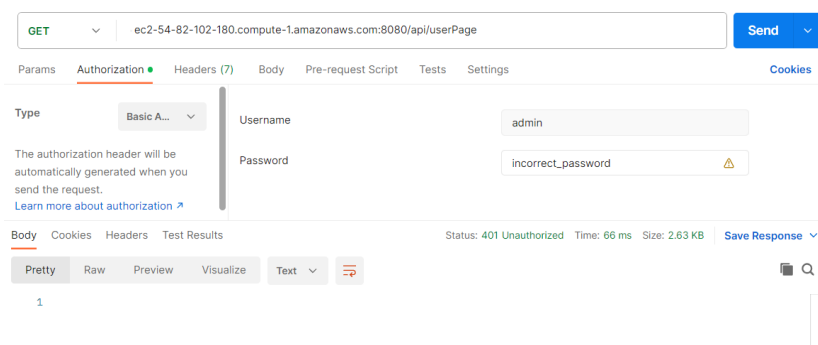 GET ec2-54-82-102-180.compute-1.amazonaws.com:8080/api/userPage Send
Params Authorization Headers (7) Body Pre-request Script Tests Settings Cookies
Type Basic A...
Username admin
The authorization header will be
automatically generated when you
send the request.
Learn more about authorization ↗
Password incorrect_password
Body Cookies Headers Test Results Status: 401 Unauthorized Time: 66 ms Size: 2.63 KB Save Response
Pretty Raw Preview Visualize Text
1